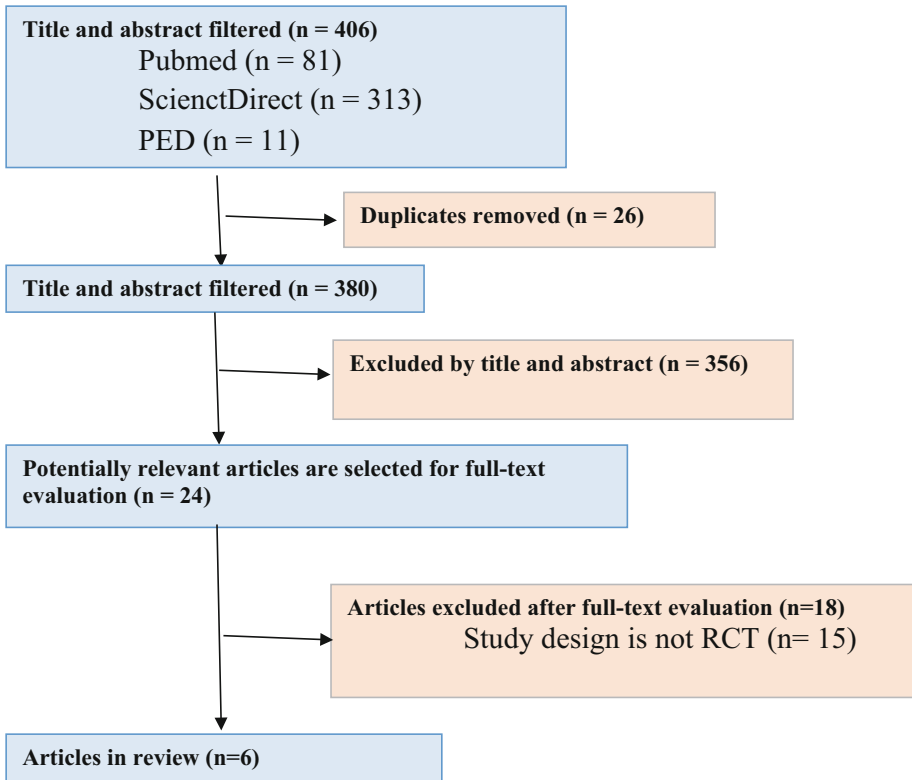 Title and abstract filtered (n = 406)
Pubmed (n = 81)
ScienctDirect (n = 313)
PED (n = 11)
Duplicates removed (n = 26)
Title and abstract filtered (n = 380)
Excluded by title and abstract (n = 356)
Potentially relevant articles are selected for full-text
evaluation (n = 24)
Articles excluded after full-text evaluation (n=18)
Study design is not RCT (n= 15)
Articles in review (n=6)